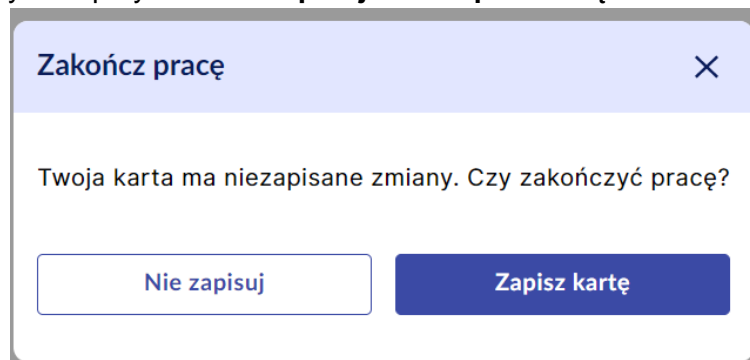 Zakończ pracę
Twoja karta ma niezapisane zmiany. Czy zakończyć pracę?
Nie zapisuj
Zapisz kartę